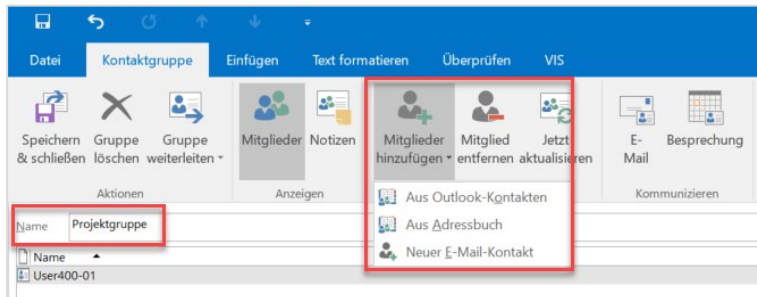 Datei Kontaktgruppe Einfügen Text formatieren Überprüfen VIS
Speichern Gruppe Gruppe Mitglieder Notizen Mitglieder Mitglied Jetzt E- Besprechung
& schließen löschen weiterleiten hinzufügen entfernen aktualisieren Mail
Aktionen Anzeigen Kommunizieren
Aus Outlook-Kontakten
Name Projektgruppe
Aus Adressbuch
Neuer E-Mail-Kontakt
Name
User400-01